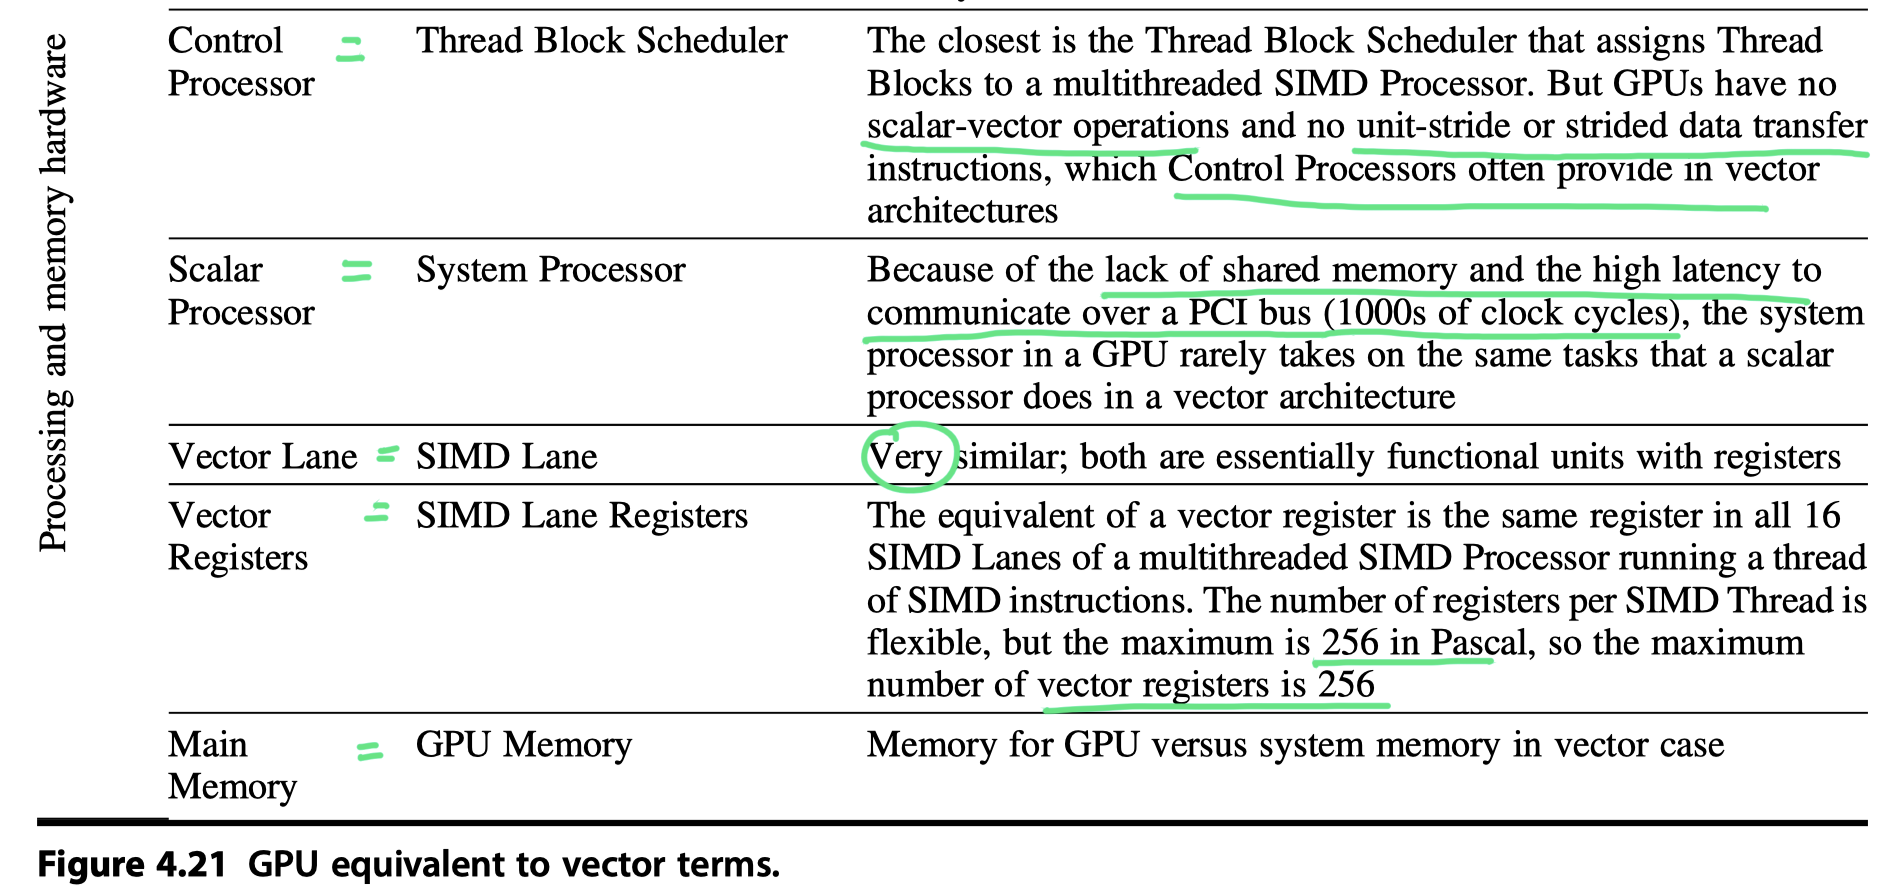 Processing and memory hardware
Control = Thread Block Scheduler The closest is the Thread Block Scheduler that assigns Thread
Processor Blocks to a multithreaded SIMD Processor. But GPUs have no
scalar-vector operations and no unit-stride or strided data transfer
instructions, which Control Processors often provide in vector
architectures
Scalar = System Processor Because of the lack of shared memory and the high latency to
Processor communicate over a PCI bus (1000s of clock cycles), the system
processor in a GPU rarely takes on the same tasks that a scalar
processor does in a vector architecture
Vector Lane = SIMD Lane Very similar; both are essentially functional units with registers
Vector = SIMD Lane Registers The equivalent of a vector register is the same register in all 16
Registers SIMD Lanes of a multithreaded SIMD Processor running a thread
of SIMD instructions. The number of registers per SIMD Thread is
flexible, but the maximum is 256 in Pascal, so the maximum
number of vector registers is 256
Main = GPU Memory Memory for GPU versus system memory in vector case
Memory
Figure 4.21 GPU equivalent to vector terms.